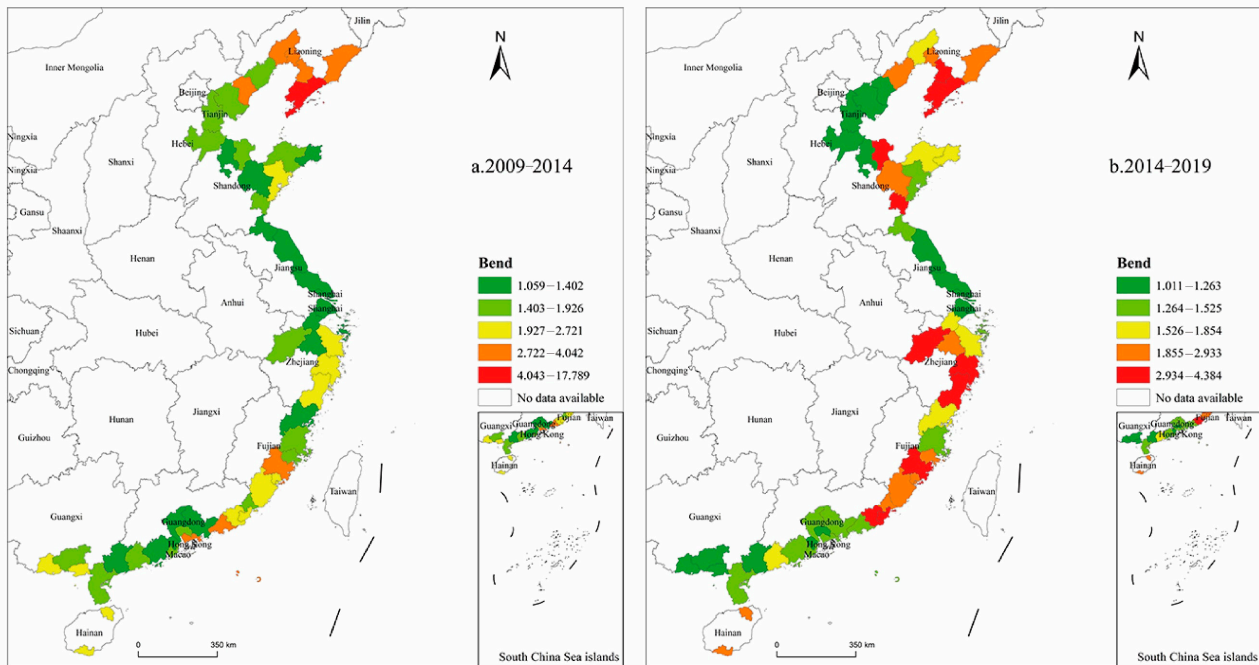 Jilin
N
Liaoning
Inner Mongolia
Beijing
Tianjin
Ningxia
Hebei
Shanxi
a.2009–2014
Ningxia
Shandong
Gansu
Shaanxi
Henan
Jiangsu
Bend
1.059–1.402
Anhui
Shanghai
1.403–1.926
Shanghai
1.927–2.721
Sichuan
Hubei
2.722–4.042
Zhejiang
Chongqing
4.043–17.789
No data available
Hunan
Jiangxi
Guizhou
Fujian
Taiwan
Guangxi
Guangdong
Hong Kong
Macao
Hainan
0
350 km
Fujian
Taiwan
Guangxi
Guangdong
Hong Kong
Hainan
South China Sea islands
Jilin
N
Liaoning
Inner Mongolia
Beijing
Tianjin
Ningxia
Hebei
Shanxi
b.2014–2019
Ningxia
Shandong
Gansu
Shaanxi
Henan
Jiangsu
Bend
1.011–1.263
Anhui
Shanghai
1.264–1.525
Shanghai
1.526–1.854
Sichuan
Hubei
1.855–2.933
Zhejiang
Chongqing
2.934–4.384
No data available
Hunan
Jiangxi
Guizhou
Fujian
Taiwan
Guangxi
Guangdong
Hong Kong
Macao
Hainan
0
350 km
Fujian
Taiwan
Guangxi
Guangdong
Hong Kong
Hainan
South China Sea islands